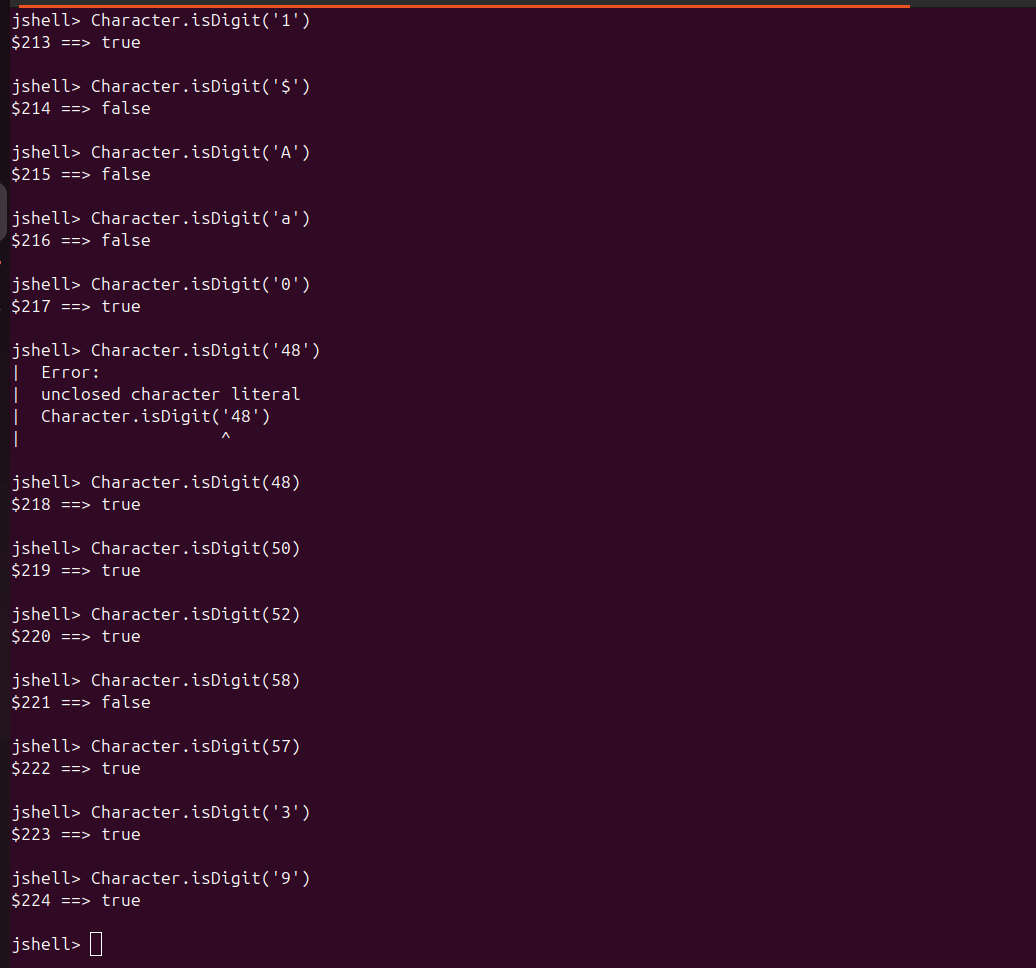 jshell> Character.isDigit('1')
$213 ==> true
jshell> Character.isDigit('$')
$214 ==> false
jshell> Character.isDigit('A')
$215 ==> false
jshell> Character.isDigit('a')
$216 ==> false
jshell> Character.isDigit('0')
$217 ==> true
jshell> Character.isDigit('48')
|  Error:
|  unclosed character literal
|  Character.isDigit('48')
|                     ^
jshell> Character.isDigit(48)
$218 ==> true
jshell> Character.isDigit(50)
$219 ==> true
jshell> Character.isDigit(52)
$220 ==> true
jshell> Character.isDigit(58)
$221 ==> false
jshell> Character.isDigit(57)
$222 ==> true
jshell> Character.isDigit('3')
$223 ==> true
jshell> Character.isDigit('9')
$224 ==> true
jshell>